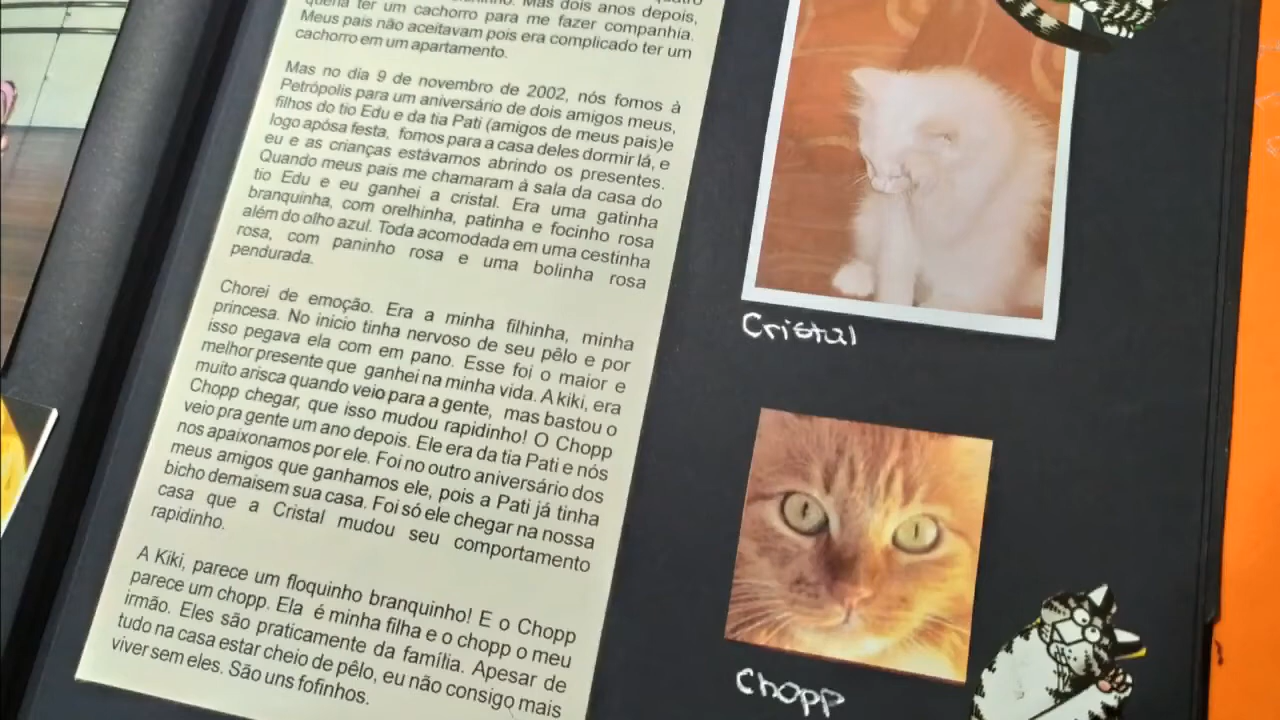 queria ter um cachorro para me fazer companhia. Mas dois anos depois,
Meus pais não aceitavam pois era complicado ter um
cachorro em um apartamento.
Mas no dia 9 de novembro de 2002, nós fomos à
Petrópolis para um aniversário de dois amigos meus,
filhos do tio Edu e da tia Pati (amigos de meus pais)e
logo apósa festa, fomos para a casa deles dormir lá, e
eu e as crianças estávamos abrindo os presentes.
Quando meus pais me chamaram à sala da casa do
tio Edu e eu ganhei a cristal. Era uma gatinha
branquinha, com orelhinha, patinha e focinho rosa
além do olho azul. Toda acomodada em uma cestinha
rosa, com paninho rosa e uma bolinha rosa
pendurada.
Chorei de emoção. Era a minha filhinha, minha
princesa. No inicio tinha nervoso de seu pêlo e por
isso pegava ela com em pano. Esse foi o maior e
melhor presente que ganhei na minha vida. A kiki, era
muito arisca quando veio para a gente, mas bastou o
Chopp chegar, que isso mudou rapidinho! O Chopp
veio pra gente um ano depois. Ele era da tia Pati e nós
nos apaixonamos por ele. Foi no outro aniversário dos
meus amigos que ganhamos ele, pois a Pati já tinha
bicho demaisem sua casa. Foi só ele chegar na nossa
casa que a Cristal mudou seu comportamento
rapidinho.
A Kiki, parece um floquinho branquinho! E o Chopp
parece um chopp. Ela é minha filha e o chopp o meu
irmão. Eles são praticamente da família. Apesar de
tudo na casa estar cheio de pêlo, eu não consigo mais
viver sem eles. São uns fofinhos.
Cristal
Chopp